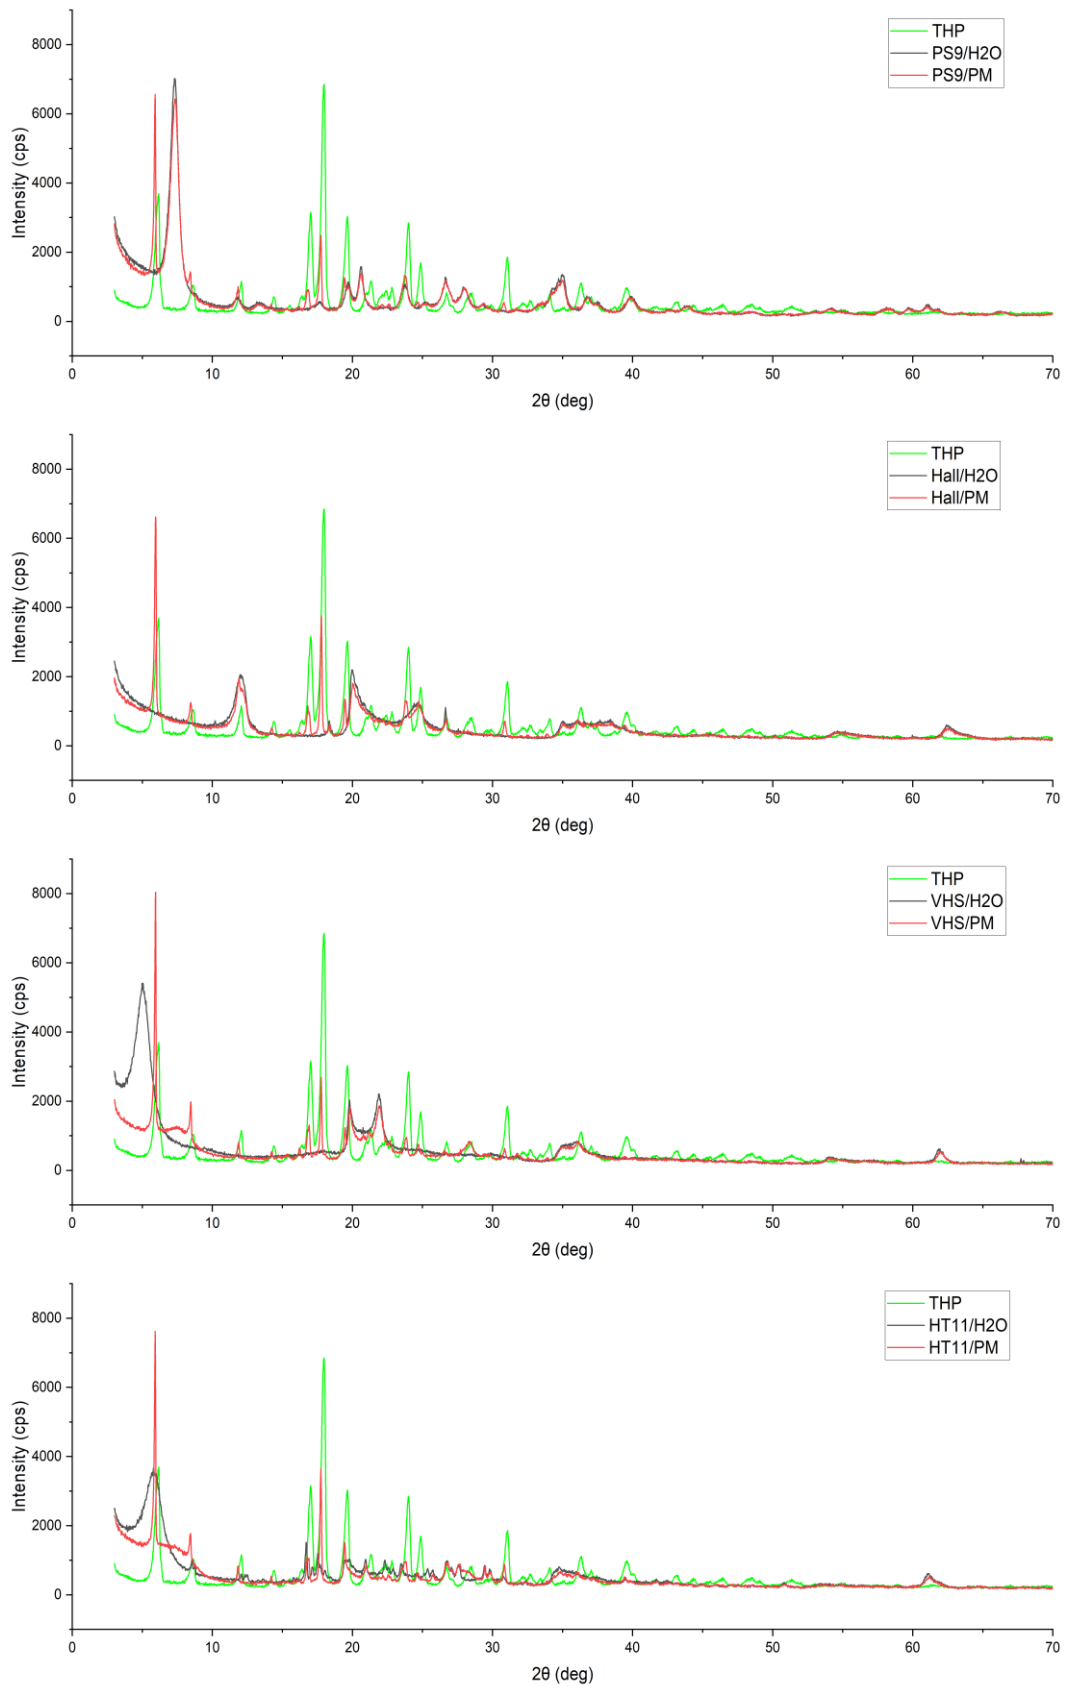 8000
6000
4000
2000
0
Intensity (cps)
THP
PS9/H2O
PS9/PM
0 10 20 30 40 50 60 70
2θ (deg)
8000
6000
4000
2000
0
Intensity (cps)
THP
Hall/H2O
Hall/PM
0 10 20 30 40 50 60 70
2θ (deg)
8000
6000
4000
2000
0
Intensity (cps)
THP
VHS/H2O
VHS/PM
0 10 20 30 40 50 60 70
2θ (deg)
8000
6000
4000
2000
0
Intensity (cps)
THP
HT11/H2O
HT11/PM
0 10 20 30 40 50 60 70
2θ (deg)